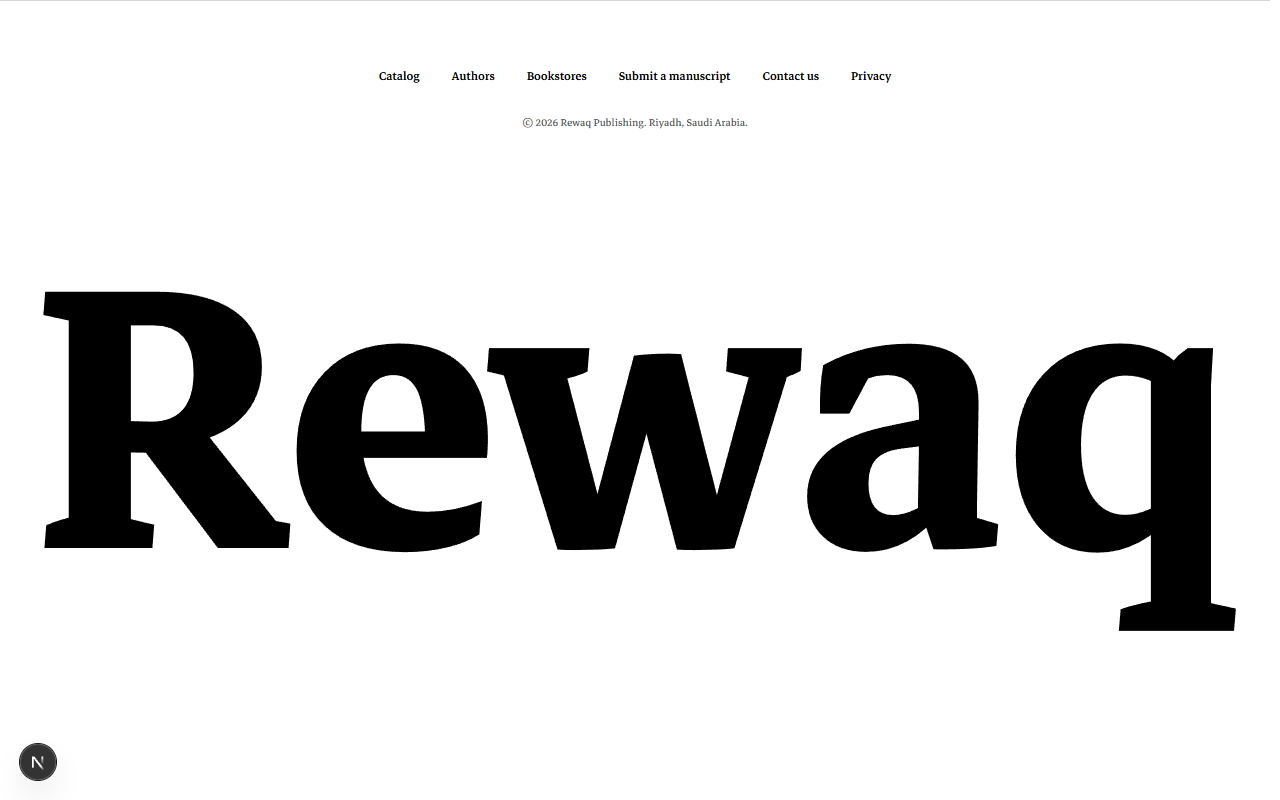 Catalog Authors Bookstores Submit a manuscript Contact us Privacy
© 2026 Rewaq Publishing. Riyadh, Saudi Arabia.
Rewaq
N